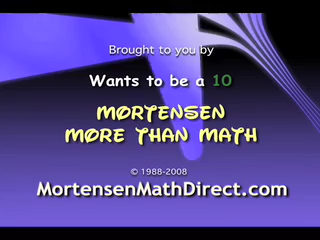 Brought to you by
Wants to be a 10
MORTENSEN
MORE THAN MATH
© 1988-2008
MortensenMathDirect.com